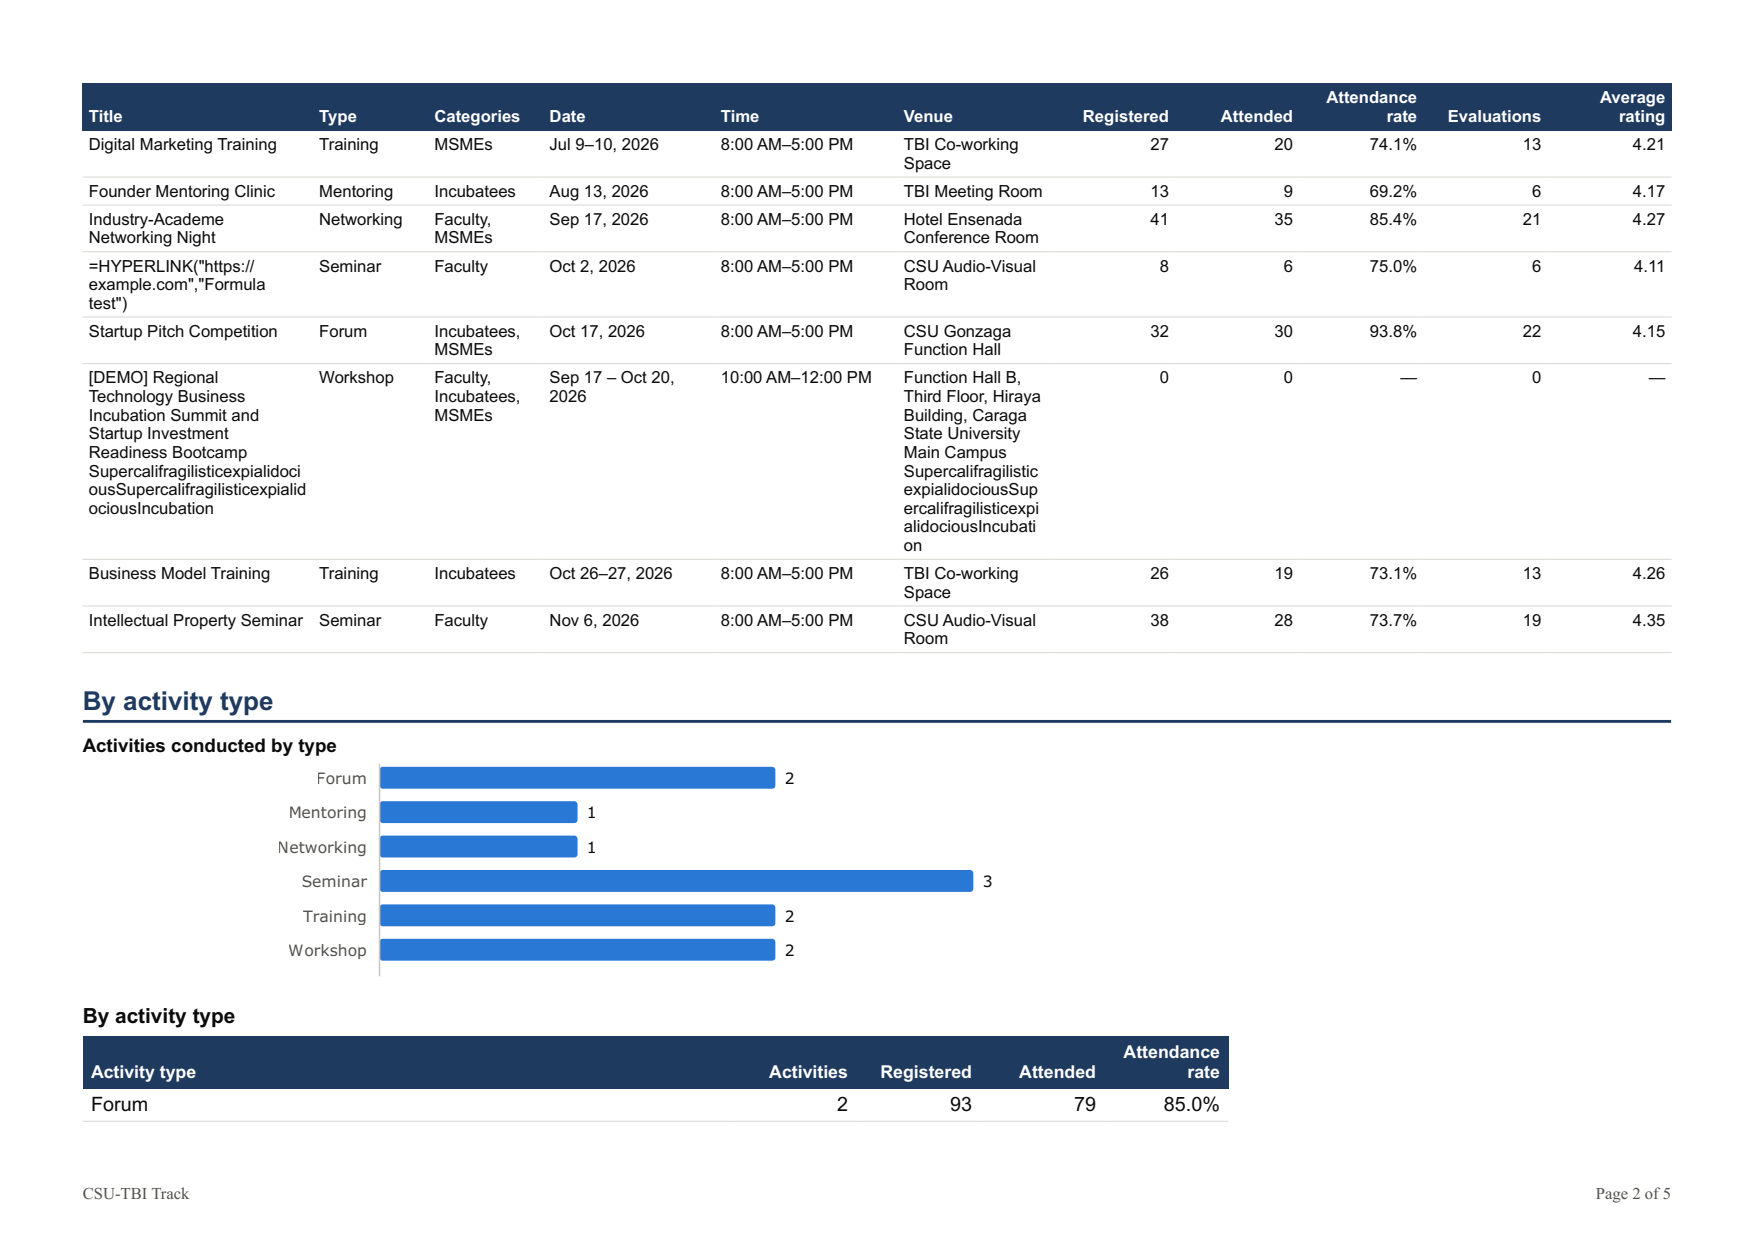 Title Type Categories Date Time Venue Registered Attended Attendance rate Evaluations Average rating
Digital Marketing Training Training MSMEs Jul 9–10, 2026 8:00 AM–5:00 PM TBI Co-working Space 27 20 74.1% 13 4.21
Founder Mentoring Clinic Mentoring Incubatees Aug 13, 2026 8:00 AM–5:00 PM TBI Meeting Room 13 9 69.2% 6 4.17
Industry-Academe Networking Night Networking Faculty, MSMEs Sep 17, 2026 8:00 AM–5:00 PM Hotel Ensenada Conference Room 41 35 85.4% 21 4.27
=HYPERLINK("https://example.com","Formula test") Seminar Faculty Oct 2, 2026 8:00 AM–5:00 PM CSU Audio-Visual Room 8 6 75.0% 6 4.11
Startup Pitch Competition Forum Incubatees, MSMEs Oct 17, 2026 8:00 AM–5:00 PM CSU Gonzaga Function Hall 32 30 93.8% 22 4.15
[DEMO] Regional Technology Business Incubation Summit and Startup Investment Readiness Bootcamp SupercalifragilisticexpialidociousSupercalifragilisticexpialidociousIncubation Workshop Faculty, Incubatees, MSMEs Sep 17 – Oct 20, 2026 10:00 AM–12:00 PM Function Hall B, Third Floor, Hiraya Building, Caraga State University Main Campus SupercalifragilisticexpialidociousSupercalifragilisticexpialidociousIncubation 0 0 — 0 —
Business Model Training Training Incubatees Oct 26–27, 2026 8:00 AM–5:00 PM TBI Co-working Space 26 19 73.1% 13 4.26
Intellectual Property Seminar Seminar Faculty Nov 6, 2026 8:00 AM–5:00 PM CSU Audio-Visual Room 38 28 73.7% 19 4.35
By activity type
Activities conducted by type
Forum 2
Mentoring 1
Networking 1
Seminar 3
Training 2
Workshop 2
By activity type
Activity type Activities Registered Attended Attendance rate
Forum 2 93 79 85.0%
CSU-TBI Track Page 2 of 5